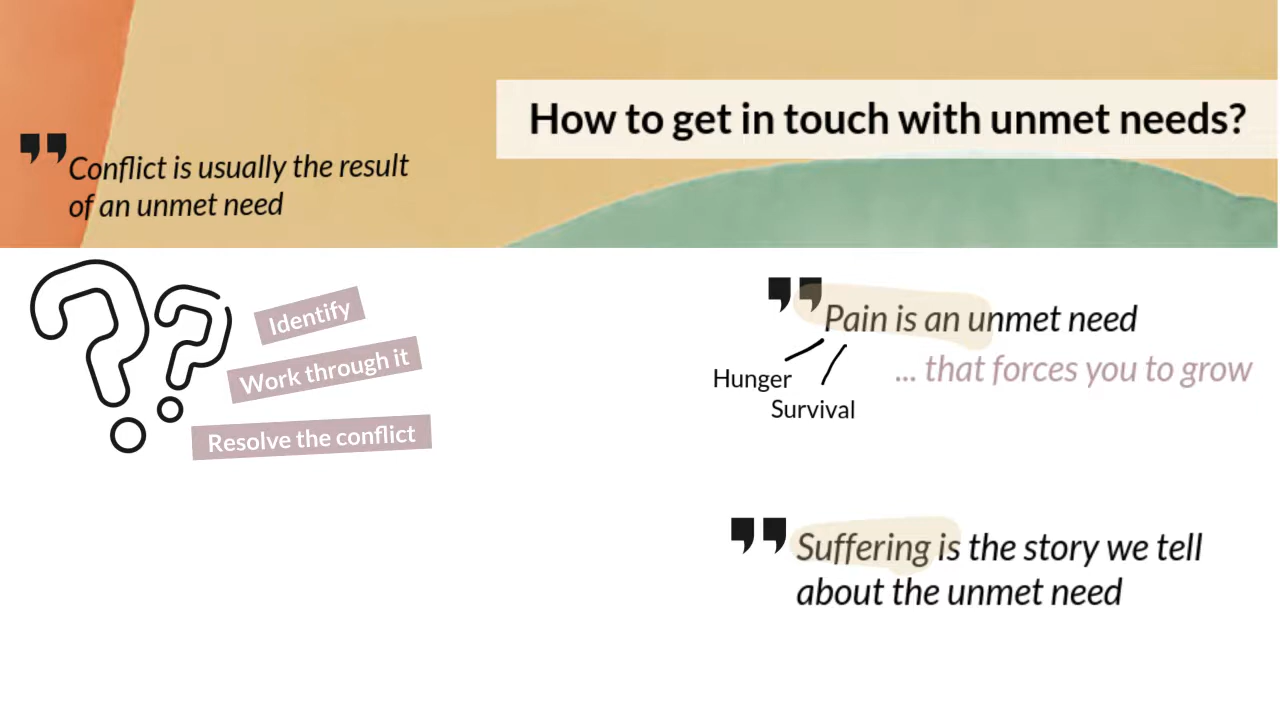 How to get in touch with unmet needs?
Conflict is usually the result
of an unmet need
Identify
Work through it
Resolve the conflict
Pain is an unmet need
... that forces you to grow
Hunger
Survival
Suffering is the story we tell
about the unmet need